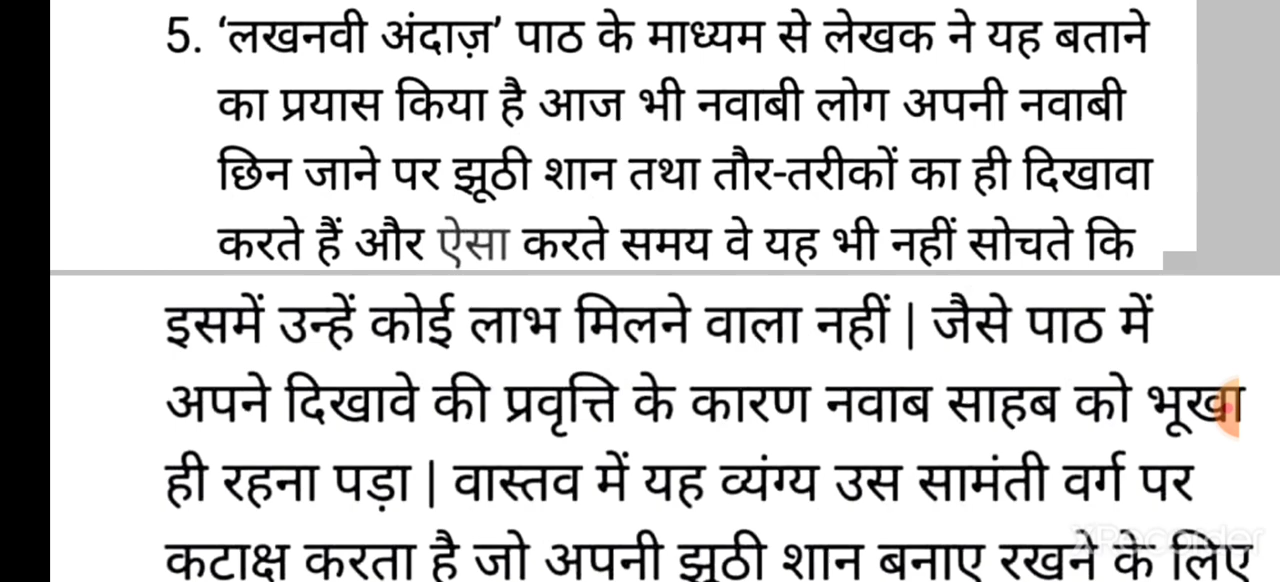 5. ‘लखनवी अंदाज़’ पाठ के माध्यम से लेखक ने यह बताने
का प्रयास किया है आज भी नवाबी लोग अपनी नवाबी
छिन जाने पर झूठी शान तथा तौर-तरीकों का ही दिखावा
करते हैं और ऐसा करते समय वे यह भी नहीं सोचते कि
इसमें उन्हें कोई लाभ मिलने वाला नहीं | जैसे पाठ में
अपने दिखावे की प्रवृत्ति के कारण नवाब साहब को भूखा
ही रहना पड़ा | वास्तव में यह व्यंग्य उस सामंती वर्ग पर
कटाक्ष करता है जो अपनी झूठी शान बनाए रखने के लिए
XRecorder